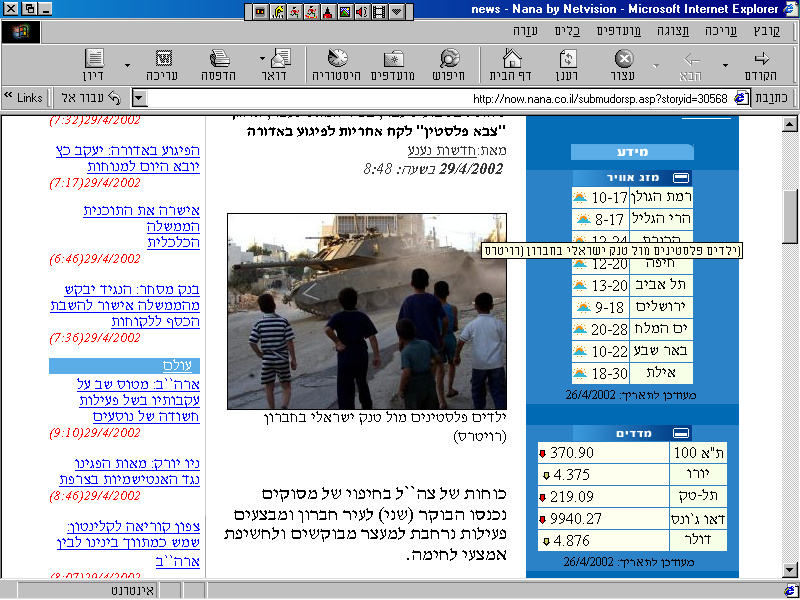 news - Nana by Netvision - Microsoft Internet Explorer
קובץ עריכה תצוגה מועדפים כלים עזרה
הקודם הבא עצור רענן דף הבית חיפוש מועדפים היסטוריה דואר הדפסה עריכה דיון
כתובת http://now.nana.co.il/submudorsp.asp?storyid=30568 עבור אל Links
"צבא פלסטין" לקח אחריות לפיגוע באדורה
מאת:חדשות נענע
29/4/2002 בשעה: 8:48
(ילדים פלסטינים מול טנק ישראלי בחברון (רויטרס
ילדים פלסטינים מול טנק ישראלי בחברון
(רויטרס)
כוחות של צה``ל בחיפוי של מסוקים
נכנסו הבוקר (שני) לעיר חברון ומבצעים
פעילות נרחבת למעצר מבוקשים ולחשיפת
אמצעי לחימה.
מידע
מזג אוויר
רמת הגולן 10-17
הרי הגליל 8-17
חיפה 12-20
תל אביב 13-20
ירושלים 9-18
ים המלח 20-28
באר שבע 10-22
אילת 18-30
מעודכן לתאריך: 26/4/2002
מדדים
ת"א 100 370.90
יורו 4.375
תל-טק 219.09
דאו ג'ונס 9940.27
דולר 4.876
מעודכן לתאריך: 26/4/2002
(7:32)29/4/2002
הפיגוע באדורה: יעקב כץ
יובא היום למנוחות
(7:17)29/4/2002
אישרה את התוכנית
הממשלה
הכלכלית
(6:46)29/4/2002
בנק מסחר: הנגיד יבקש
מהממשלה אישור להשבת
הכסף ללקוחות
(7:36)29/4/2002
עולם
ארה``ב: מטוס שב על
עקבותיו בשל פעילות
חשודה של נוסעים
(9:10)29/4/2002
ניו יורק: מאות הפגינו
נגד האנטישמיות בצרפת
(8:46)29/4/2002
צפון קוריאה לקלינטון:
שמש כמתווך בינינו לבין
ארה``ב
(8:07)29/4/2002
אינטרנט